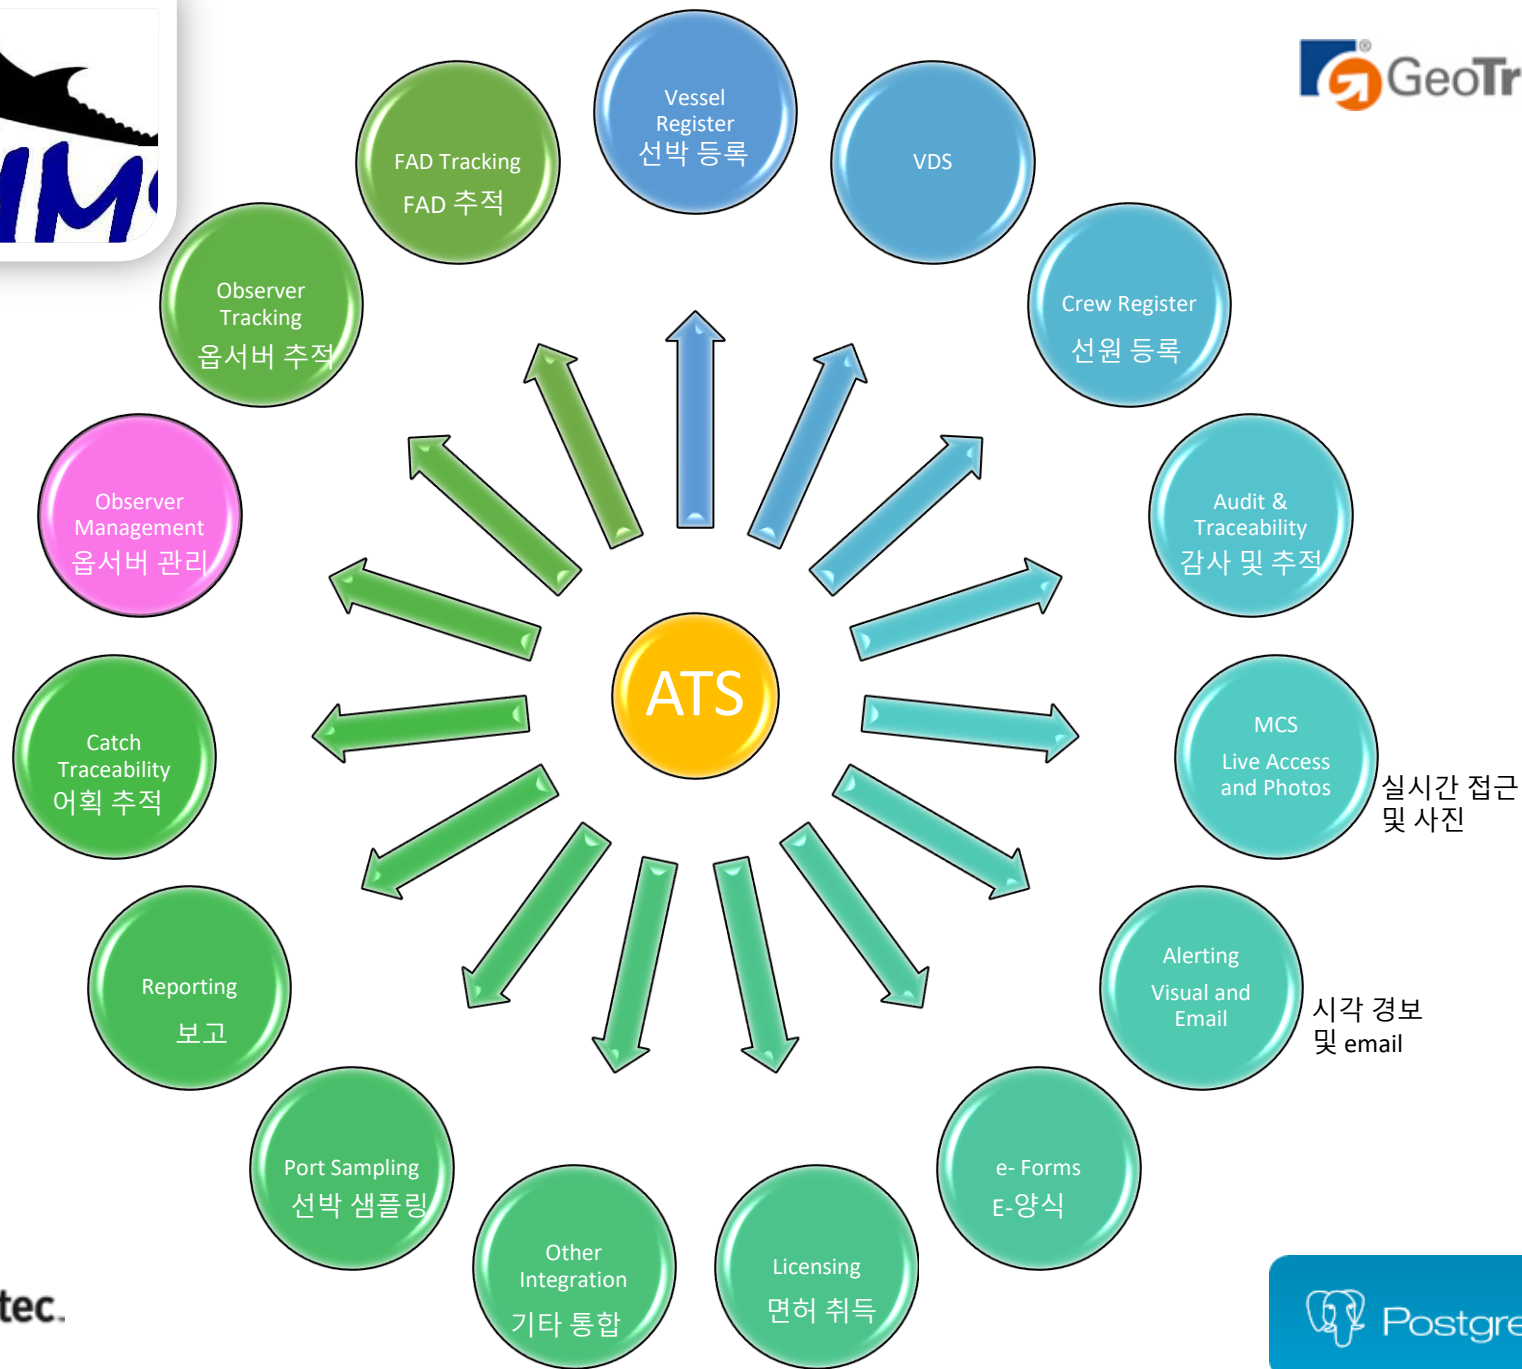 Vessel
Register
선박 등록
VDS
Crew Register
선원 등록
Audit &
Traceability
감사 및 추적
MCS
Live Access
and Photos
실시간 접근
및 사진
Alerting
Visual and
Email
시각 경보
및 email
e- Forms
E-양식
Licensing
면허 취득
Other
Integration
기타 통합
Port Sampling
선박 샘플링
Reporting
보고
Catch
Traceability
어획 추적
Observer
Management
옵서버 관리
Observer
Tracking
옵서버 추적
FAD Tracking
FAD 추적
ATS
GeoTr
tec
Postgre